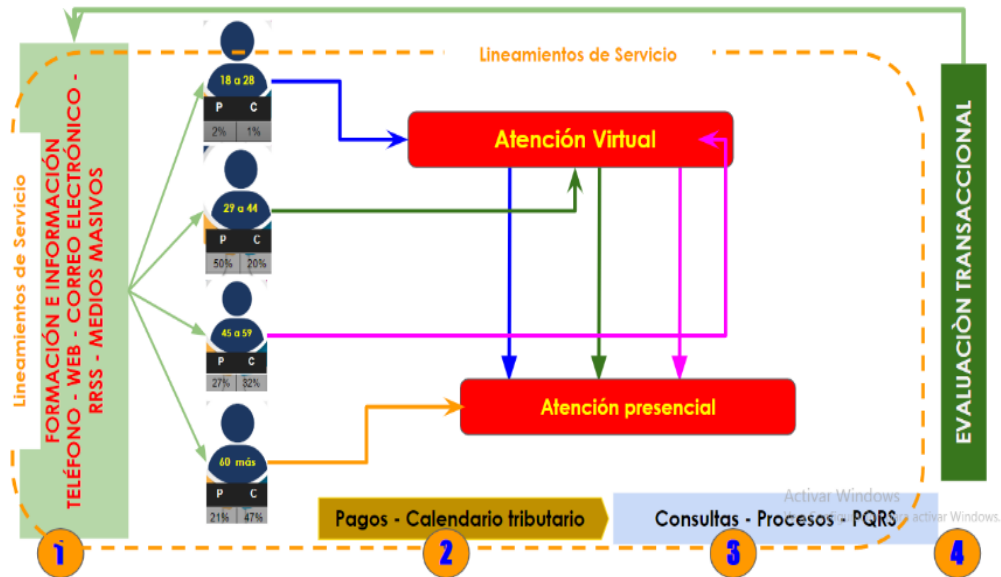 Lineamientos de Servicio
Lineamientos de Servicio
FORMACIÓN E INFORMACIÓN
TELÉFONO - WEB - CORREO ELECTRÓNICO -
RRSS - MEDIOS MASIVOS
18 a 28
P C
2% 1%
29 a 44
P C
50% 20%
45 a 59
P C
27% 32%
60 más
P C
21% 47%
Atención Virtual
Atención presencial
EVALUACIÒN TRANSACCIONAL
Pagos - Calendario tributario
Consultas - Procesos - PQRS
Activar Windows
activar Windows.
1
2
3
4